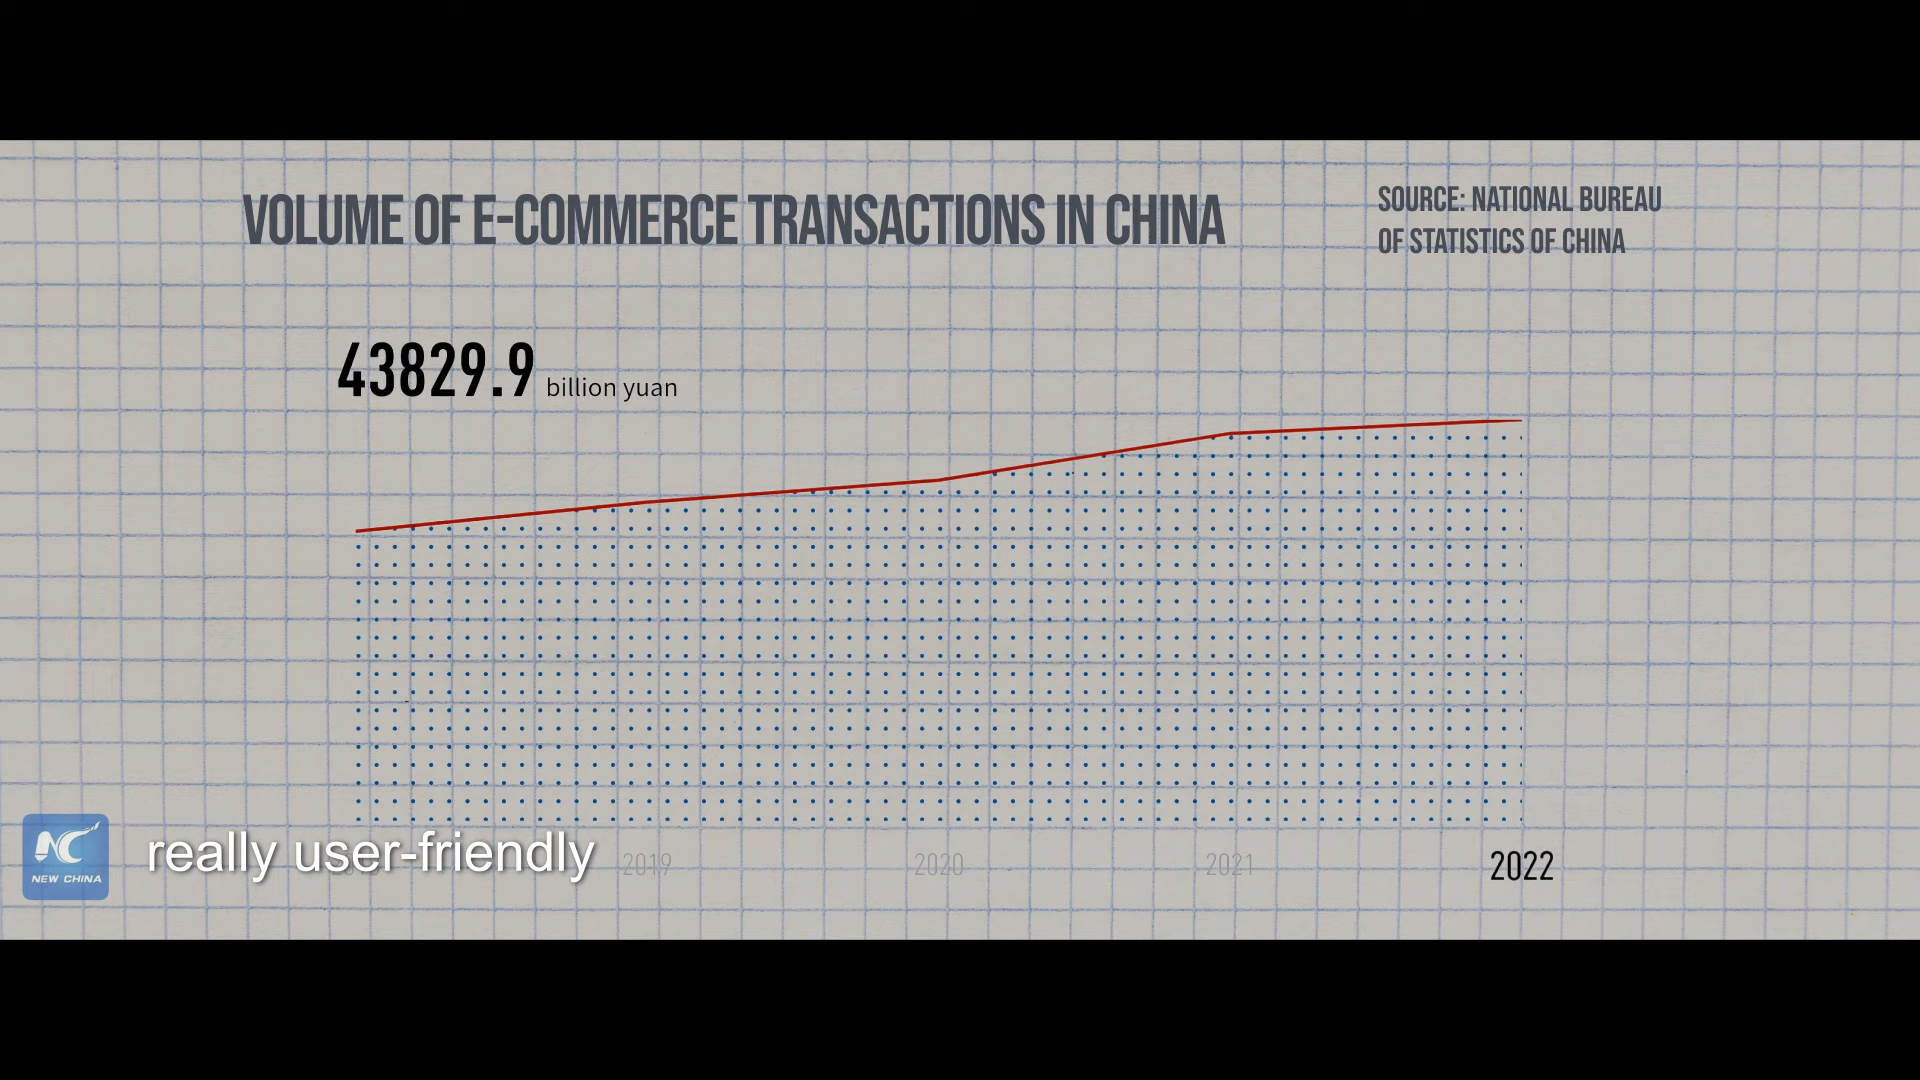 VOLUME OF E-COMMERCE TRANSACTIONS IN CHINA
SOURCE: NATIONAL BUREAU
OF STATISTICS OF CHINA
43829.9 billion yuan
really user-friendly
2019
2020
2021
2022
NC
NEW CHINA